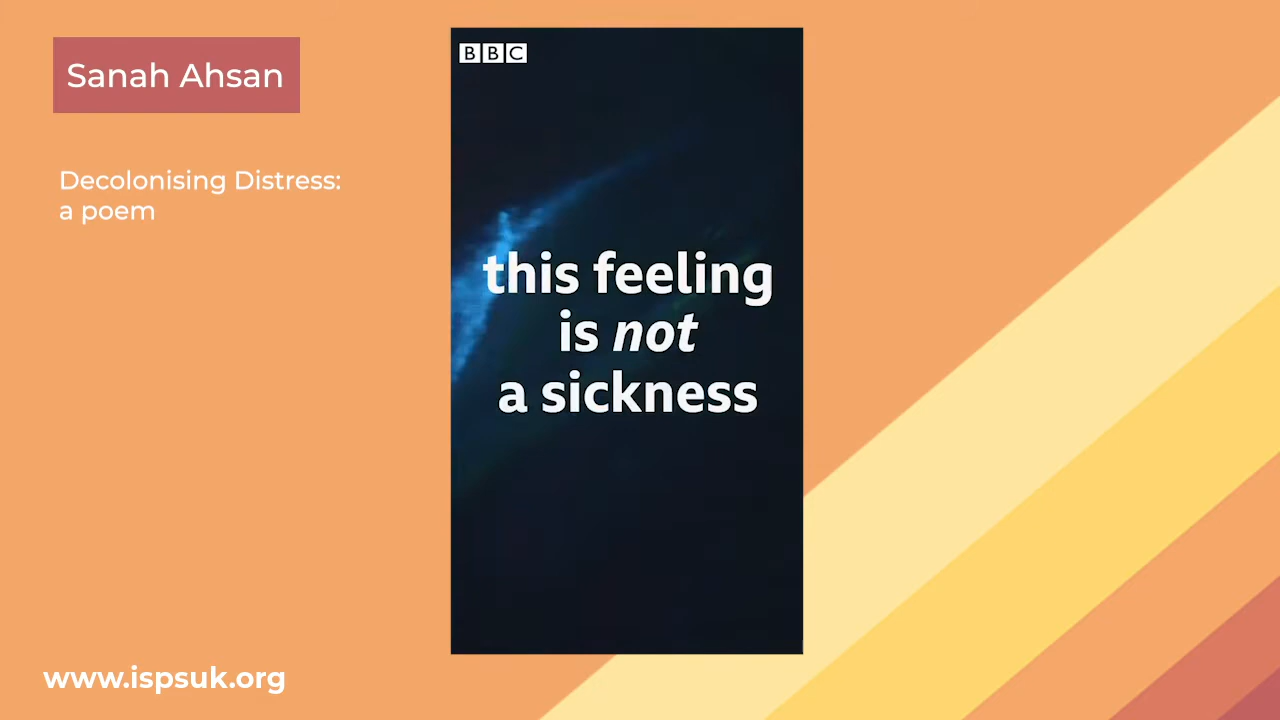 Sanah Ahsan
Decolonising Distress:
a poem
BBC
this feeling
is not
a sickness
www.ispsuk.org